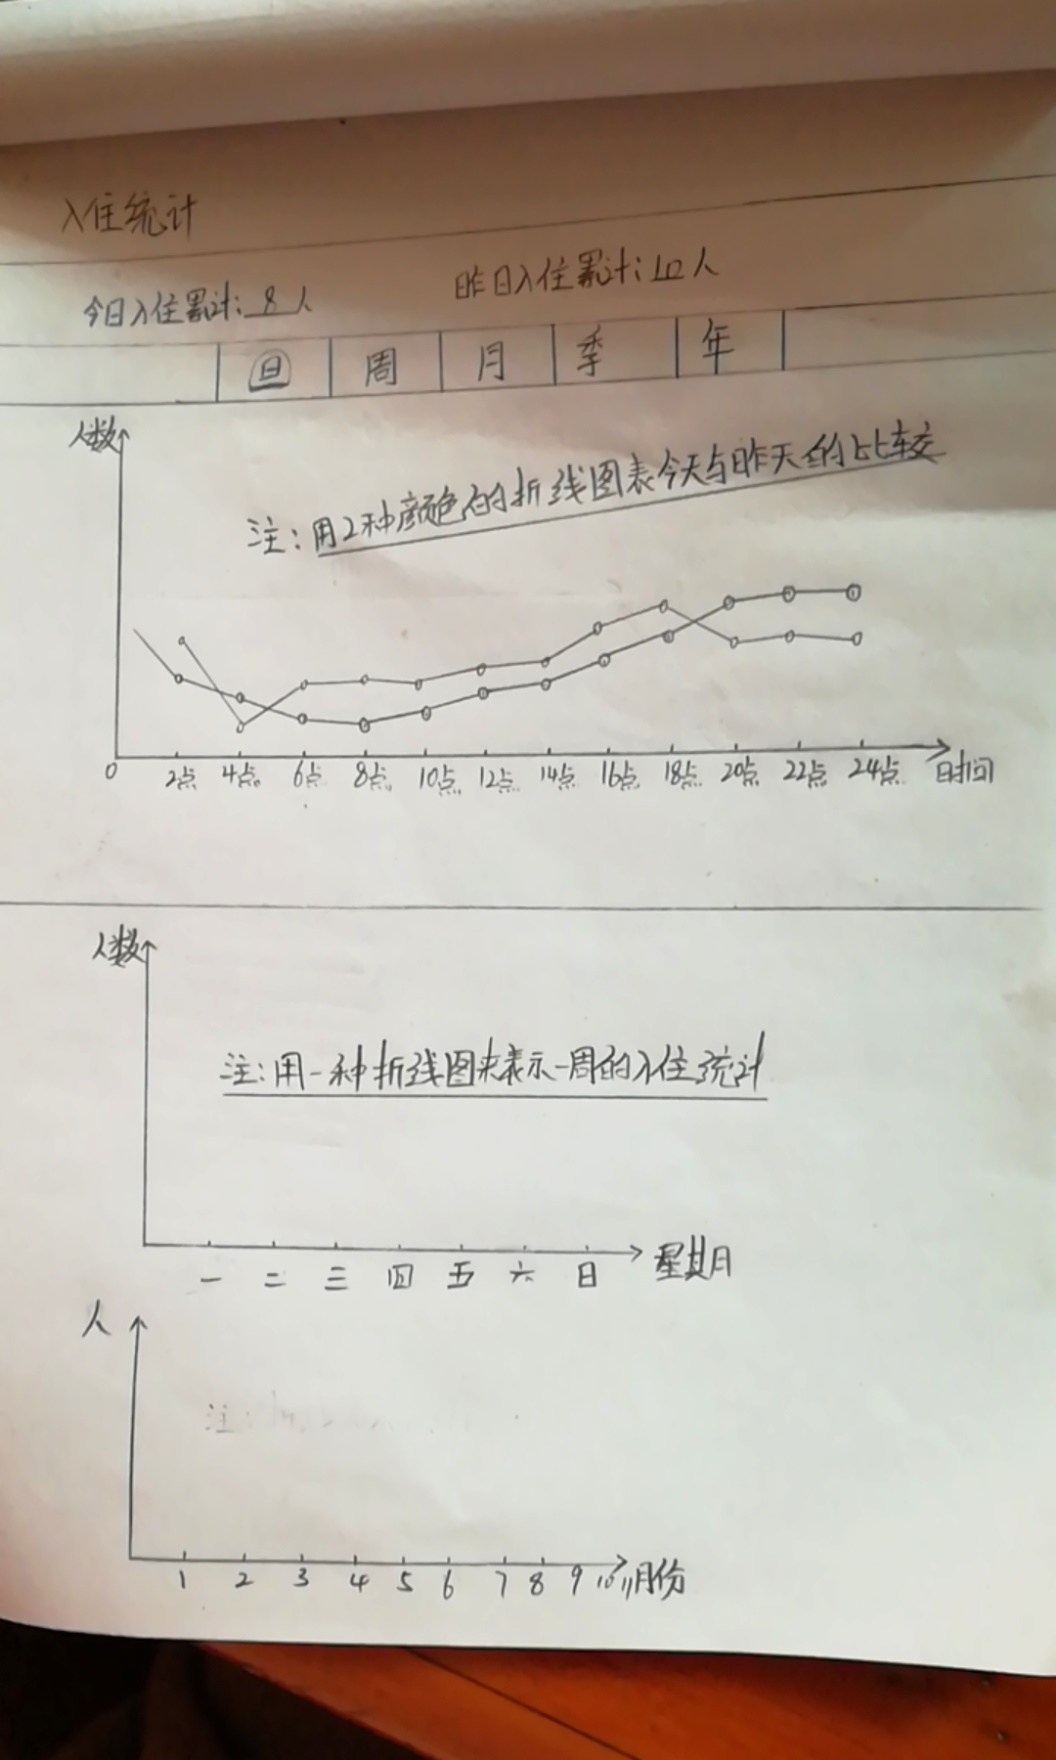 入住统计
今日入住累计: 8 人 昨日入住累计: 10 人
日 周 月 季 年
人数
注: 用2种颜色的折线图表今天与昨天的比较
0 2点 4点 6点 8点 10点 12点 14点 16点 18点 20点 22点 24点 时间
人数
注: 用一种折线图来表示一周的入住统计
一 二 三 四 五 六 日 星期
人
注:
1 2 3 4 5 6 7 8 9 10 11 月份